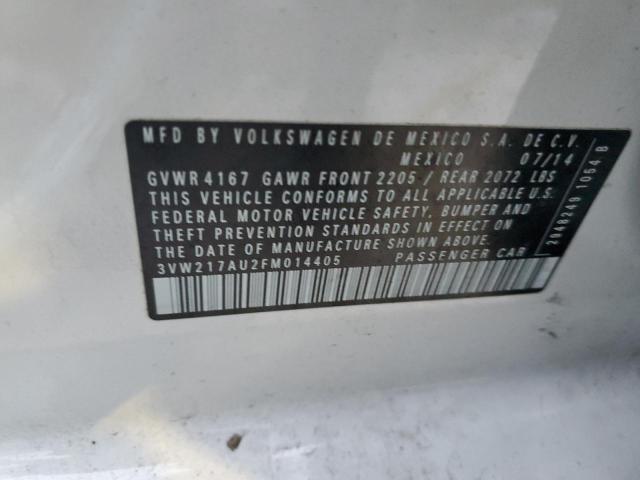 MFD BY VOLKSWAGEN DE MEXICO S.A. DE C.V.
MEXICO 07/14
GVWR 4167 GAWR FRONT 2205 / REAR 2072 LBS
THIS VEHICLE CONFORMS TO ALL APPLICABLE U.S.
FEDERAL MOTOR VEHICLE SAFETY, BUMPER AND
THEFT PREVENTION STANDARDS IN EFFECT ON
THE DATE OF MANUFACTURE SHOWN ABOVE.
3VW217AU2FM014405 PASSENGER CAR
2948249 1054 B